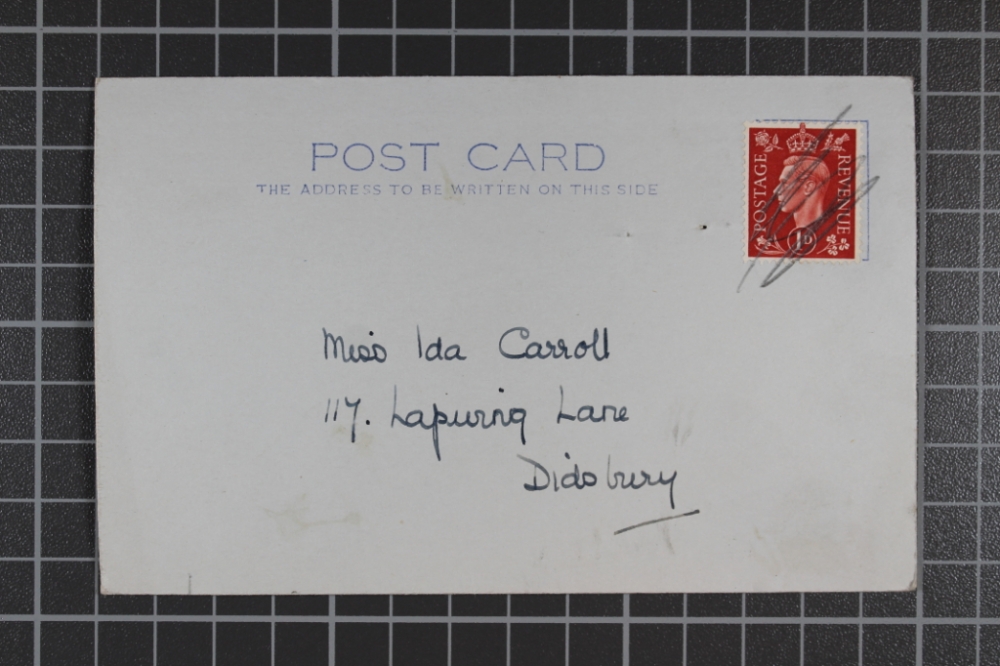 POST CARD
THE ADDRESS TO BE WRITTEN ON THIS SIDE
POSTAGE
REVENUE
1D
Miss Ida Carroll
117. Lapwing Lane
Didsbury